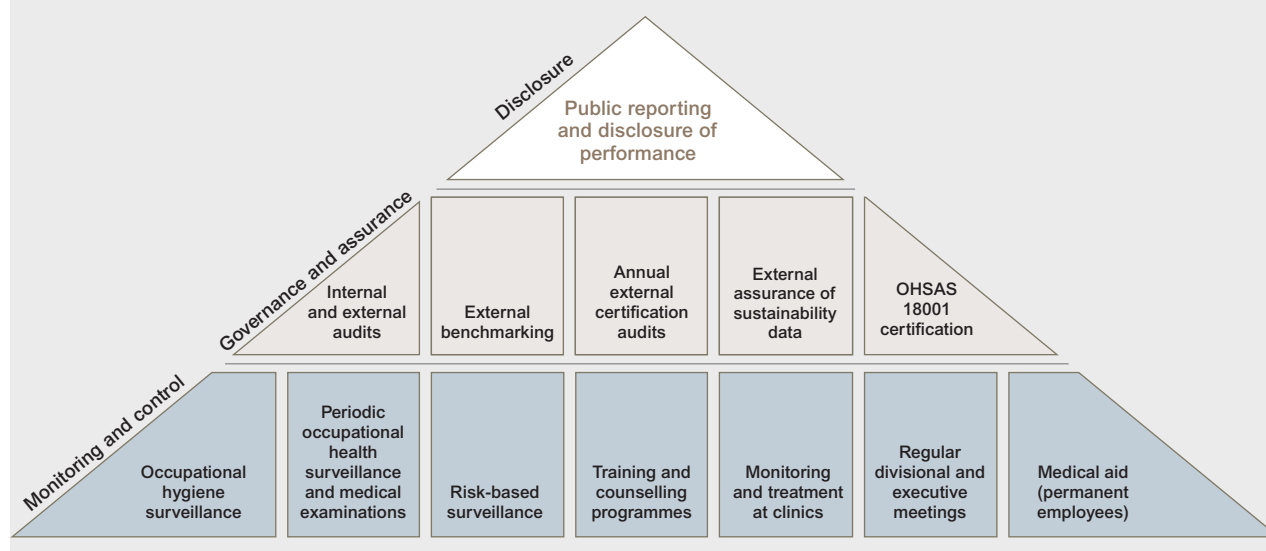 Disclosure
Public reporting
and disclosure of
performance
Governance and assurance
Internal
and external
audits
External
benchmarking
Annual
external
certification
audits
External
assurance of
sustainability
data
OHSAS
18001
certification
Monitoring and control
Occupational
hygiene
surveillance
Periodic
occupational
health
surveillance
and medical
examinations
Risk-based
surveillance
Training and
counselling
programmes
Monitoring
and treatment
at clinics
Regular
divisional and
executive
meetings
Medical aid
(permanent
employees)